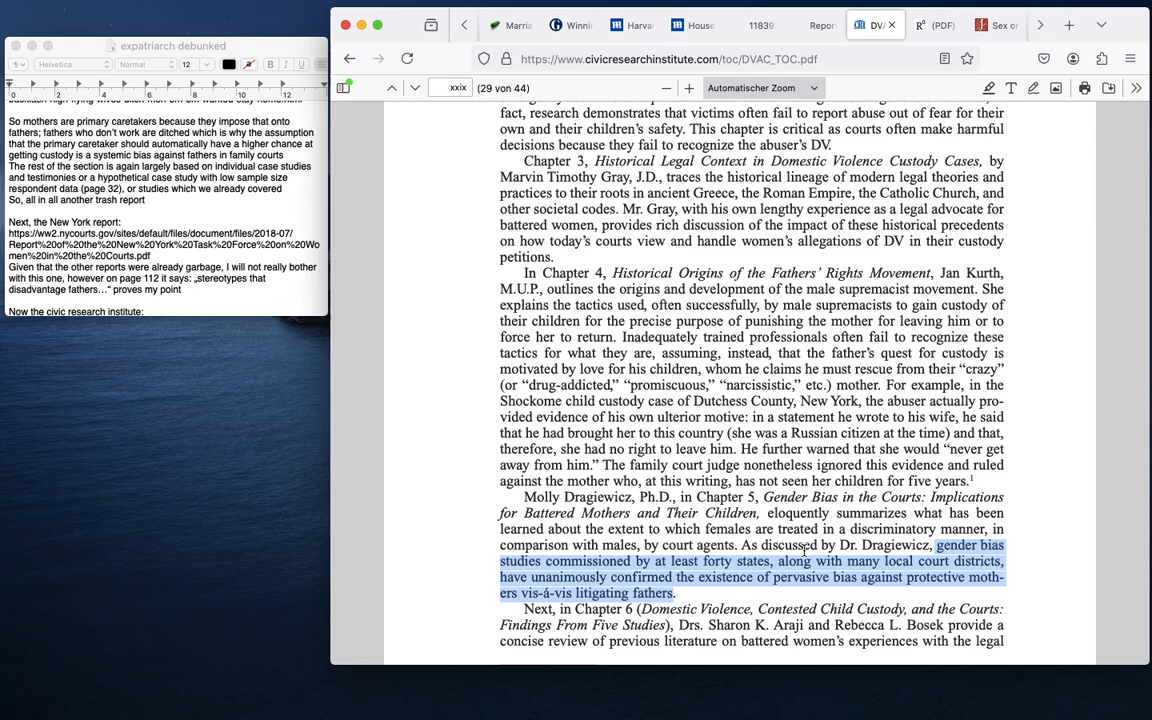 expatriarch debunked
Helvetica
Normal
12
B
I
U
0
2
4
6
8
10
12
So mothers are primary caretakers because they impose that onto
fathers; fathers who don't work are ditched which is why the assumption
that the primary caretaker should automatically have a higher chance at
getting custody is a systemic bias against fathers in family courts
The rest of the section is again largely based on individual case studies
and testimonies or a hypothetical case study with low sample size
respondent data (page 32), or studies which we already covered
So, all in all another trash report
Next, the New York report:
https://ww2.nycourts.gov/sites/default/files/document/files/2018-07/
Report%20of%20the%20New%20York%20Task%20Force%20on%20Wo
men%20in%20the%20Courts.pdf
Given that the other reports were already garbage, I will not really bother
with this one, however on page 112 it says: „stereotypes that
disadvantage fathers…“ proves my point
Now the civic research institute:
Marria
Winnin
Harva
House
11839
Repor
DVA
(PDF)
Sex or
https://www.civicresearchinstitute.com/toc/DVAC_TOC.pdf
xxix
(29 von 44)
Automatischer Zoom
fact, research demonstrates that victims often fail to report abuse out of fear for their
own and their children's safety. This chapter is critical as courts often make harmful
decisions because they fail to recognize the abuser's DV.
Chapter 3, Historical Legal Context in Domestic Violence Custody Cases, by
Marvin Timothy Gray, J.D., traces the historical lineage of modern legal theories and
practices to their roots in ancient Greece, the Roman Empire, the Catholic Church, and
other societal codes. Mr. Gray, with his own lengthy experience as a legal advocate for
battered women, provides rich discussion of the impact of these historical precedents
on how today's courts view and handle women's allegations of DV in their custody
petitions.
In Chapter 4, Historical Origins of the Fathers' Rights Movement, Jan Kurth,
M.U.P., outlines the origins and development of the male supremacist movement. She
explains the tactics used, often successfully, by male supremacists to gain custody of
their children for the precise purpose of punishing the mother for leaving him or to
force her to return. Inadequately trained professionals often fail to recognize these
tactics for what they are, assuming, instead, that the father's quest for custody is
motivated by love for his children, whom he claims he must rescue from their “crazy”
(or “drug-addicted,” “promiscuous,” “narcissistic,” etc.) mother. For example, in the
Shockome child custody case of Dutchess County, New York, the abuser actually pro-
vided evidence of his own ulterior motive: in a statement he wrote to his wife, he said
that he had brought her to this country (she was a Russian citizen at the time) and that,
therefore, she had no right to leave him. He further warned that she would “never get
away from him.” The family court judge nonetheless ignored this evidence and ruled
against the mother who, at this writing, has not seen her children for five years.¹
Molly Dragiewicz, Ph.D., in Chapter 5, Gender Bias in the Courts: Implications
for Battered Mothers and Their Children, eloquently summarizes what has been
learned about the extent to which females are treated in a discriminatory manner, in
comparison with males, by court agents. As discussed by Dr. Dragiewicz, gender bias
studies commissioned by at least forty states, along with many local court districts,
have unanimously confirmed the existence of pervasive bias against protective moth-
ers vis-á-vis litigating fathers.
Next, in Chapter 6 (Domestic Violence, Contested Child Custody, and the Courts:
Findings From Five Studies), Drs. Sharon K. Araji and Rebecca L. Bosek provide a
concise review of previous literature on battered women's experiences with the legal